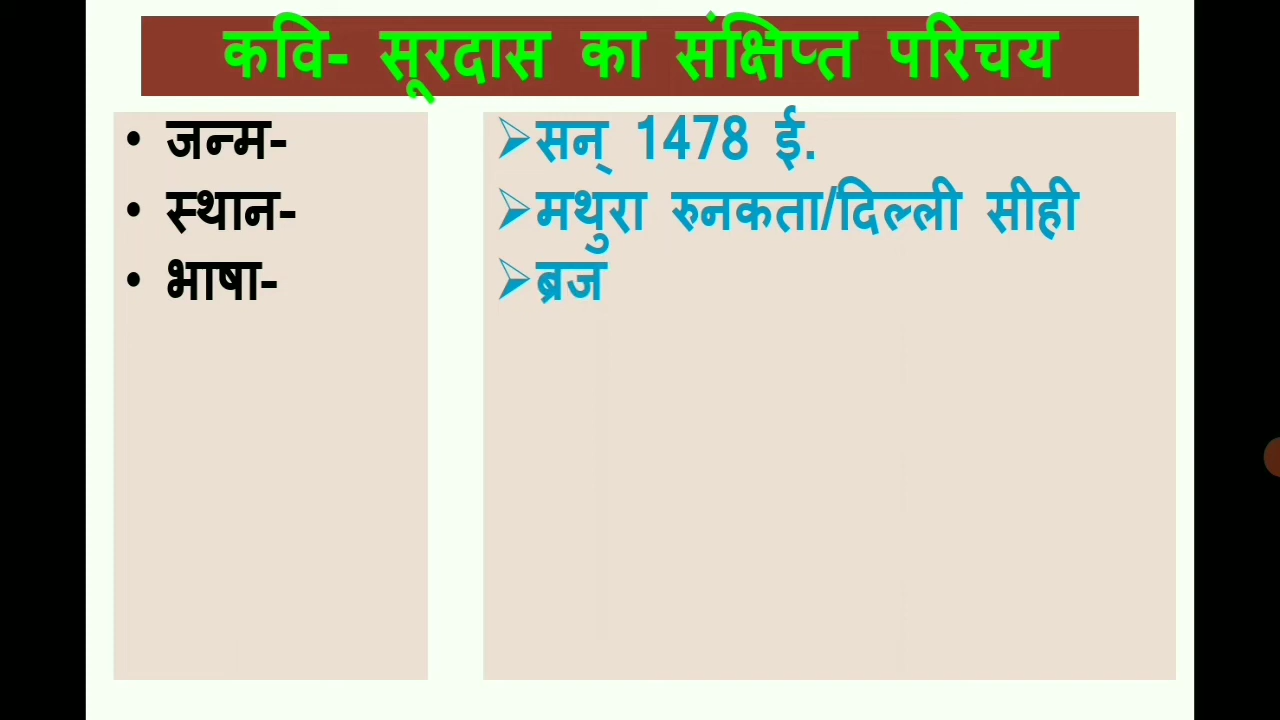 कवि- सूरदास का संक्षिप्त परिचय
• जन्म- ➢सन् 1478 ई.
• स्थान- ➢मथुरा रुनकता/दिल्ली सीही
• भाषा- ➢ब्रज